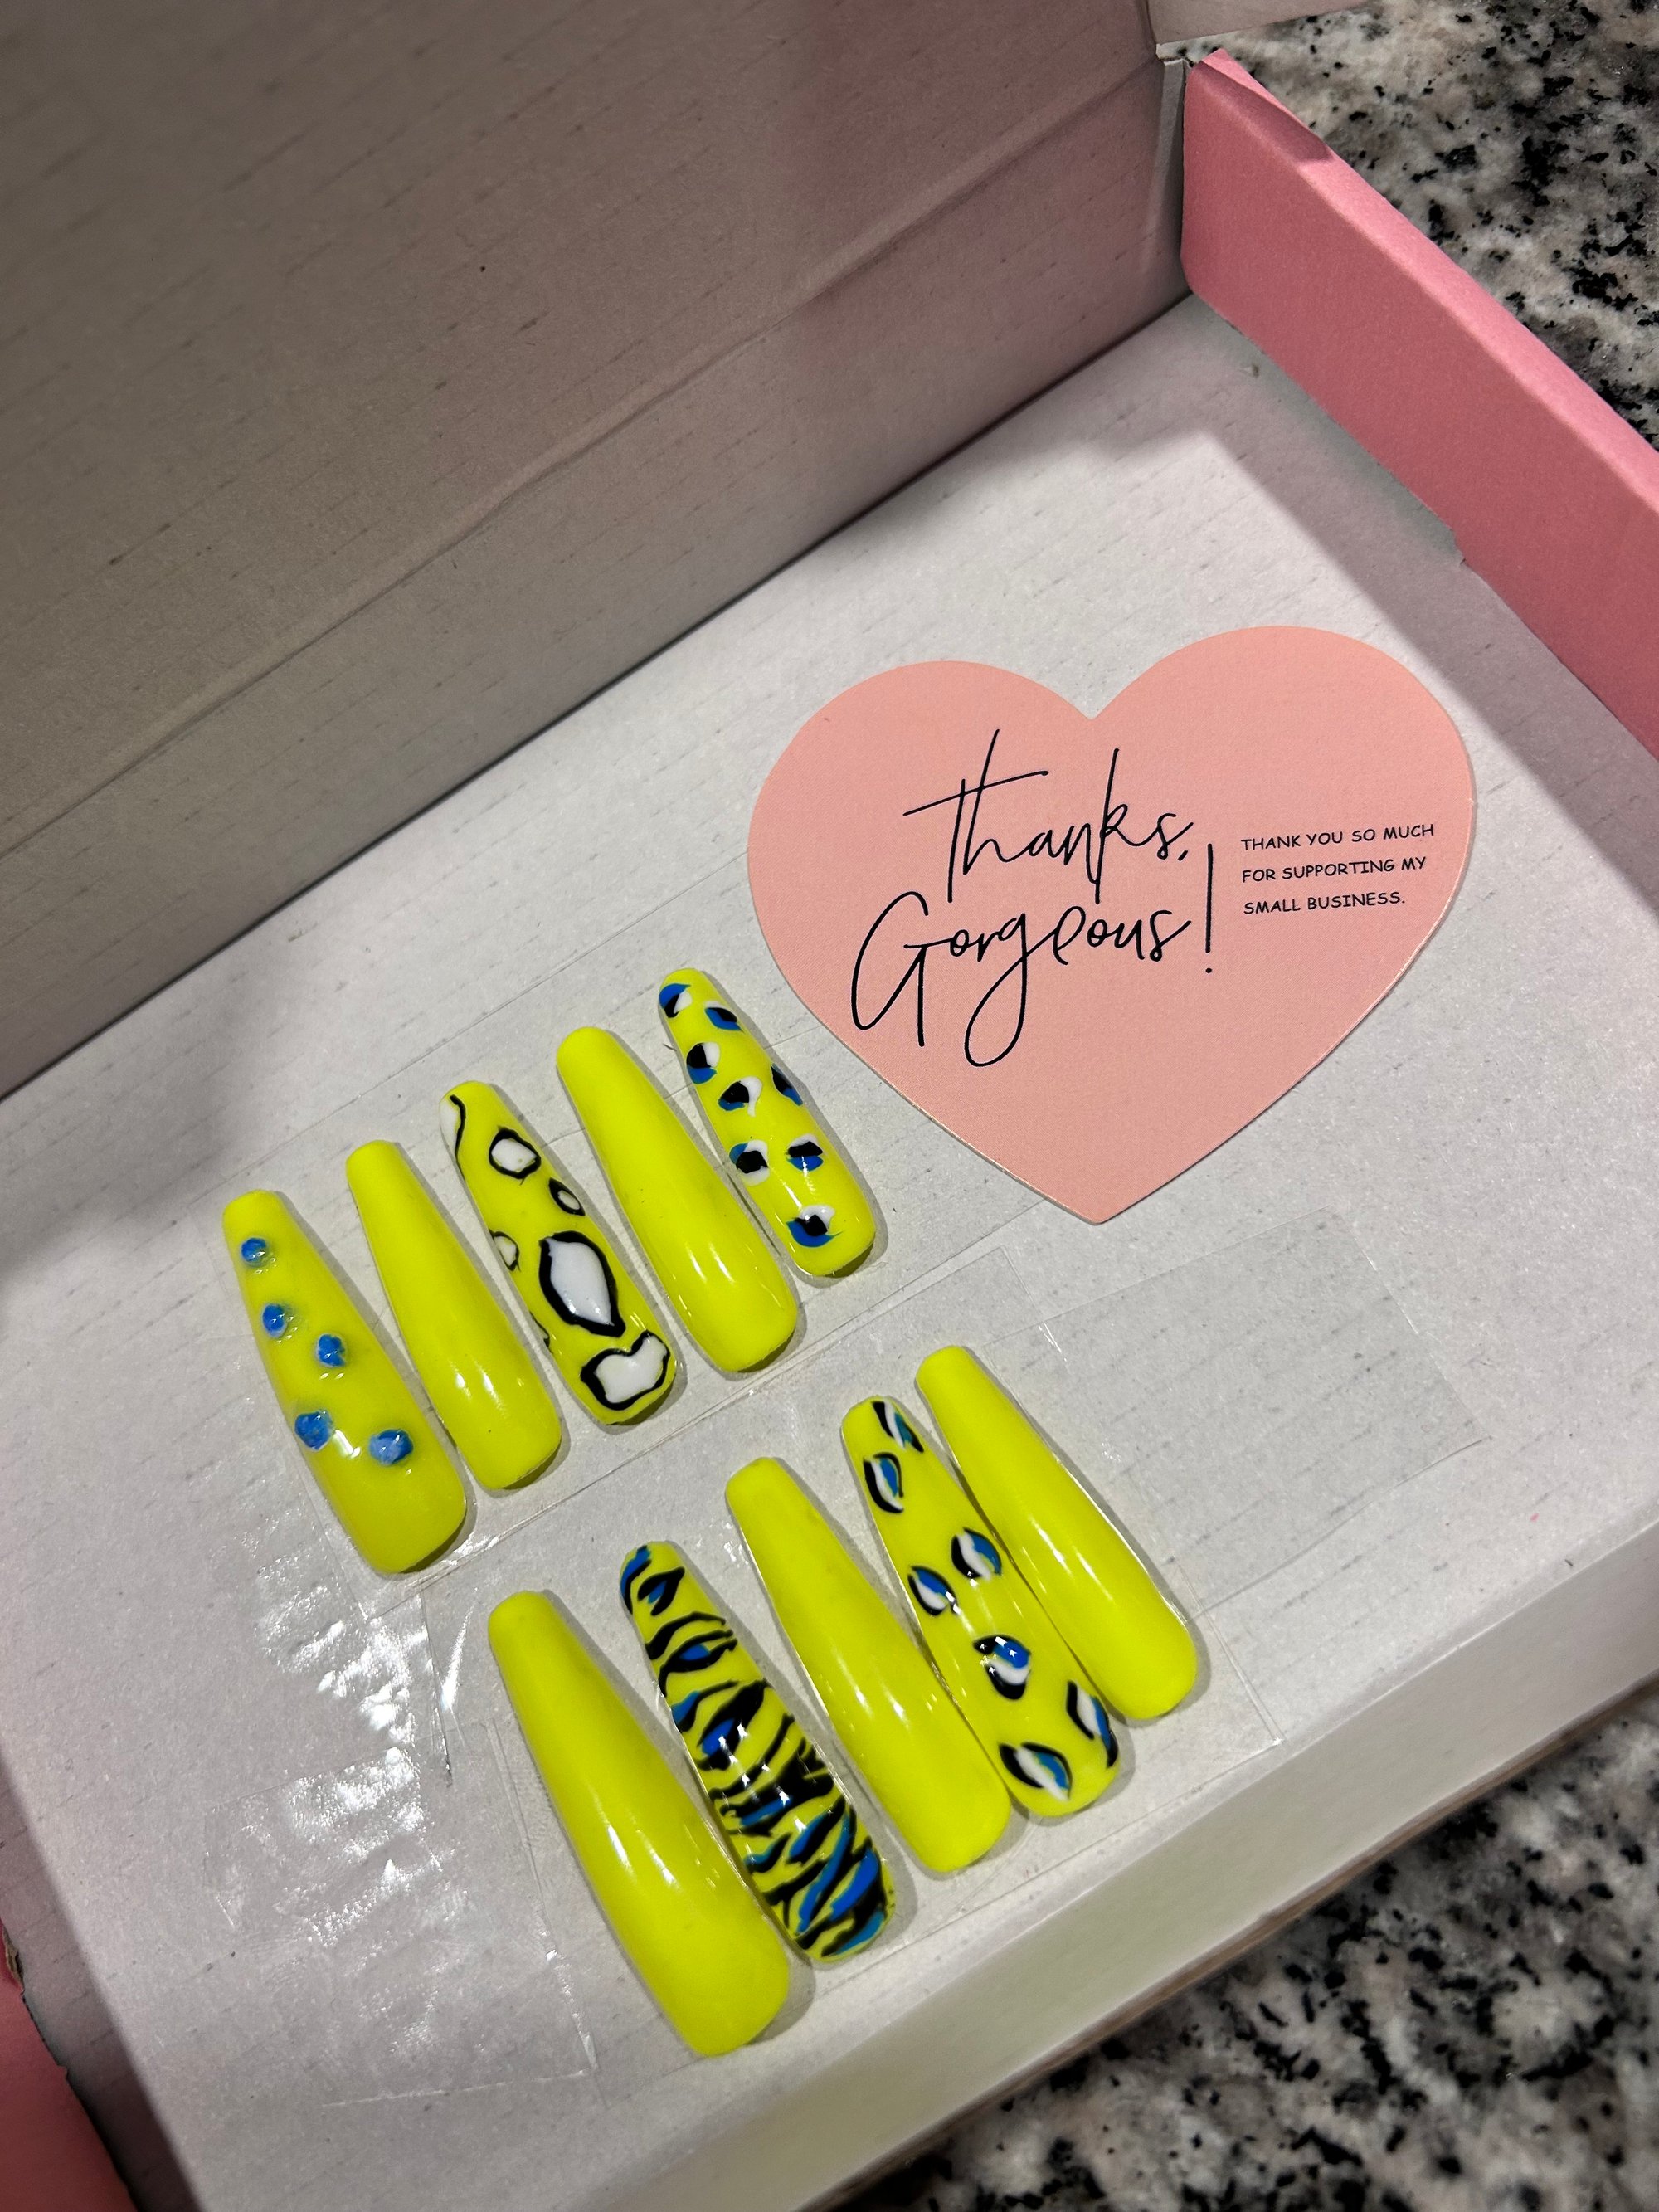 Thanks,
Gorgeous!
THANK YOU SO MUCH
FOR SUPPORTING MY
SMALL BUSINESS.